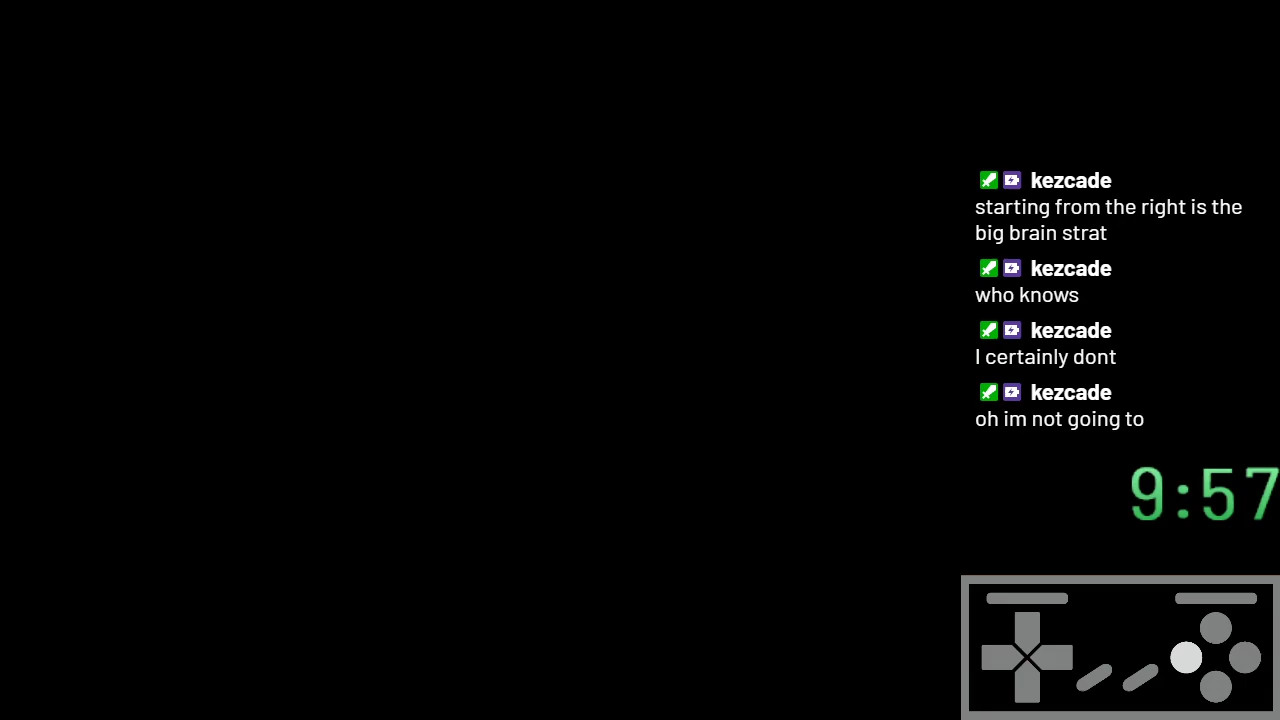 kezcade
starting from the right is the
big brain strat
kezcade
who knows
kezcade
I certainly dont
kezcade
oh im not going to
9:57